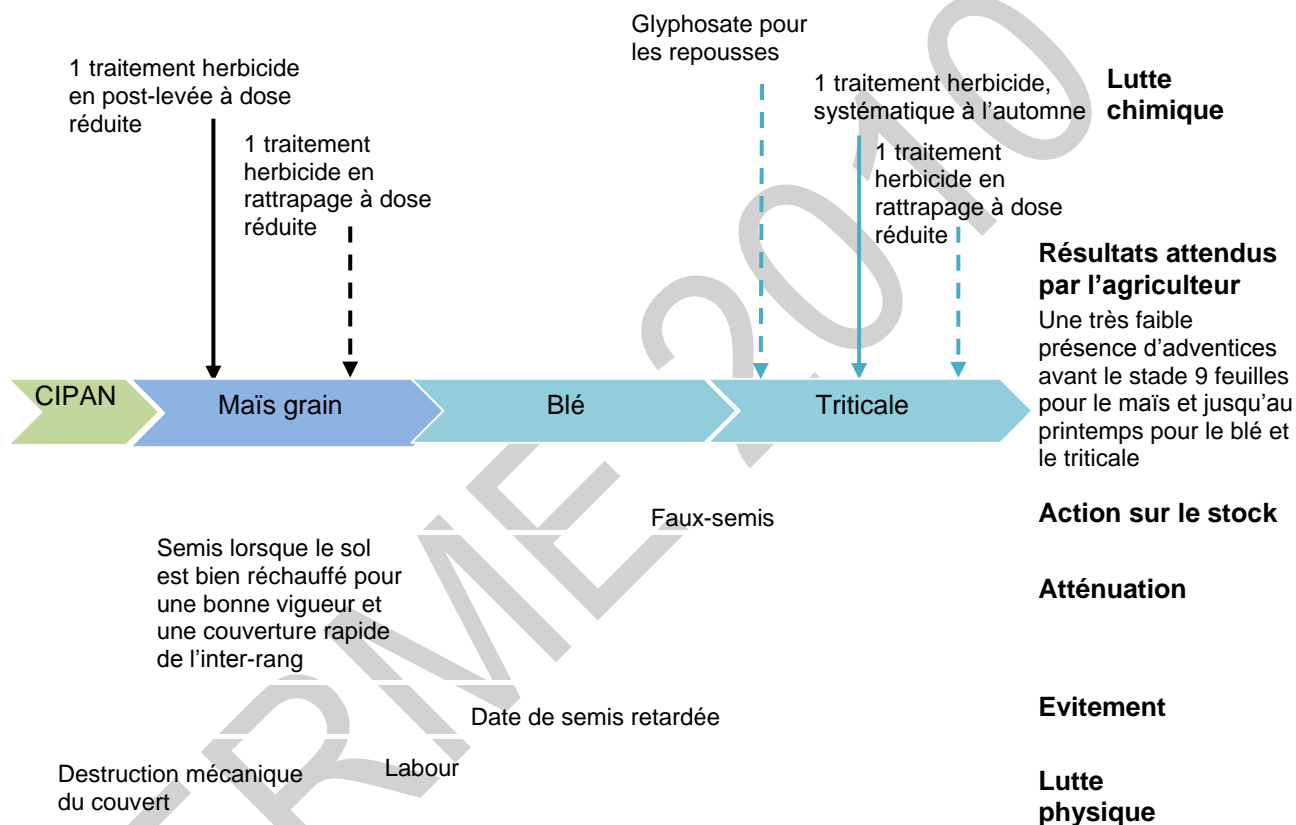 Glyphosate pour
les repousses
1 traitement herbicide
en post-levée à dose
réduite
1 traitement
herbicide en
rattrapage à dose
réduite
1 traitement herbicide,
systématique à l'automne
1 traitement
herbicide en
rattrapage à dose
réduite
Lutte
chimique
Résultats attendus
par l'agriculteur
Une très faible
présence d'adventices
avant le stade 9 feuilles
pour le maïs et jusqu'au
printemps pour le blé et
le triticale
CIPAN
Maïs grain
Blé
Triticale
Faux-semis
Action sur le stock
Semis lorsque le sol
est bien réchauffé pour
une bonne vigueur et
une couverture rapide
de l'inter-rang
Atténuation
Date de semis retardée
Evitement
Destruction mécanique
du couvert
Labour
Lutte
physique
ERME 2010